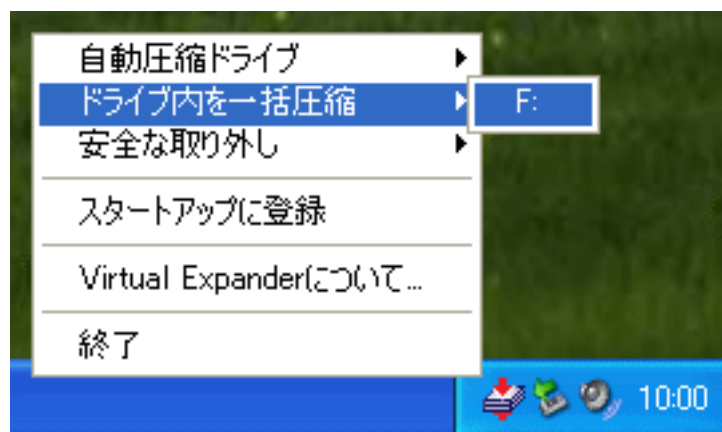 自動圧縮ドライブ
ドライブ内を一括圧縮
F:
安全な取り外し
スタートアップに登録
Virtual Expanderについて...
終了
10:00